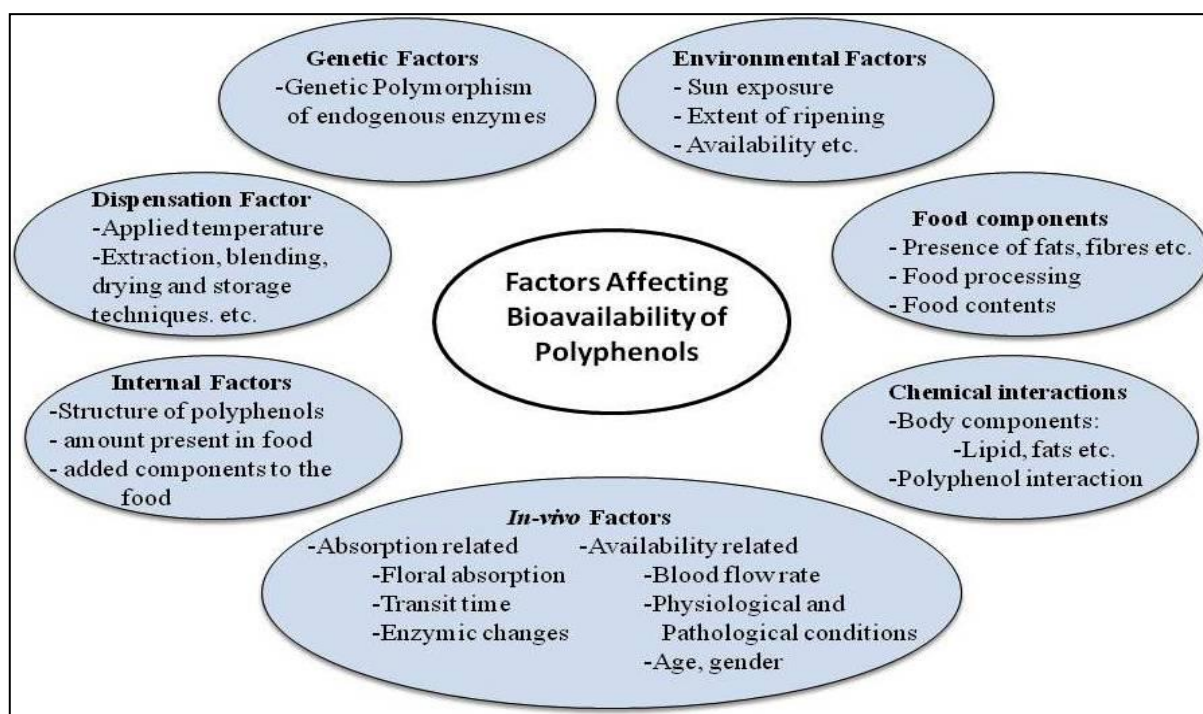 Genetic Factors
-Genetic Polymorphism
of endogenous enzymes
Environmental Factors
- Sun exposure
- Extent of ripening
- Availability etc.
Dispensation Factor
-Applied temperature
-Extraction, blending,
drying and storage
techniques. etc.
Food components
- Presence of fats, fibres etc.
- Food processing
- Food contents
Factors Affecting
Bioavailability of
Polyphenols
Internal Factors
-Structure of polyphenols
- amount present in food
- added components to the
food
Chemical interactions
-Body components:
-Lipid, fats etc.
-Polyphenol interaction
In-vivo Factors
-Absorption related
-Floral absorption
-Transit time
-Enzymic changes
-Availability related
-Blood flow rate
-Physiological and
Pathological conditions
-Age, gender